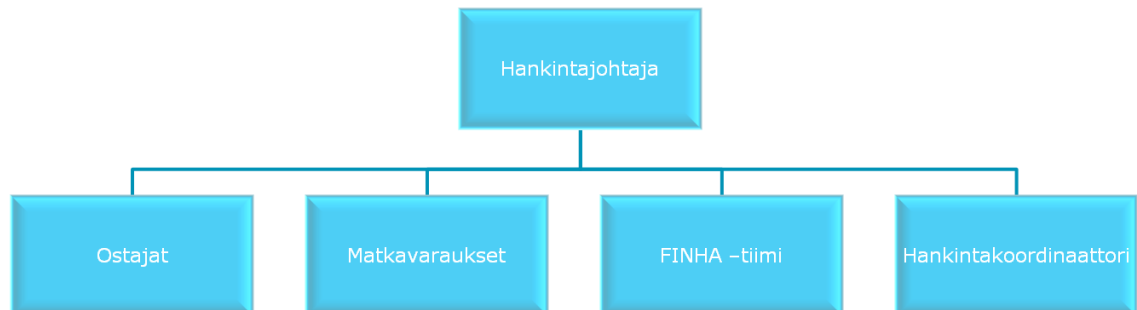 Hankintajohtaja
Ostajat
Matkavaraukset
FINHA –tiimi
Hankintakoordinaattori